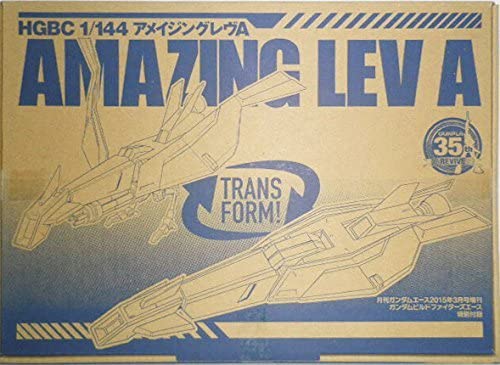 HGBC 1/144 アメイジングレヴA
AMAZING LEV A
GUNPLA
35th
REVIVE
TRANS
FORM!
月刊ガンダムエース2015年3月号増刊
ガンダムビルドファイターズエース
特別付録